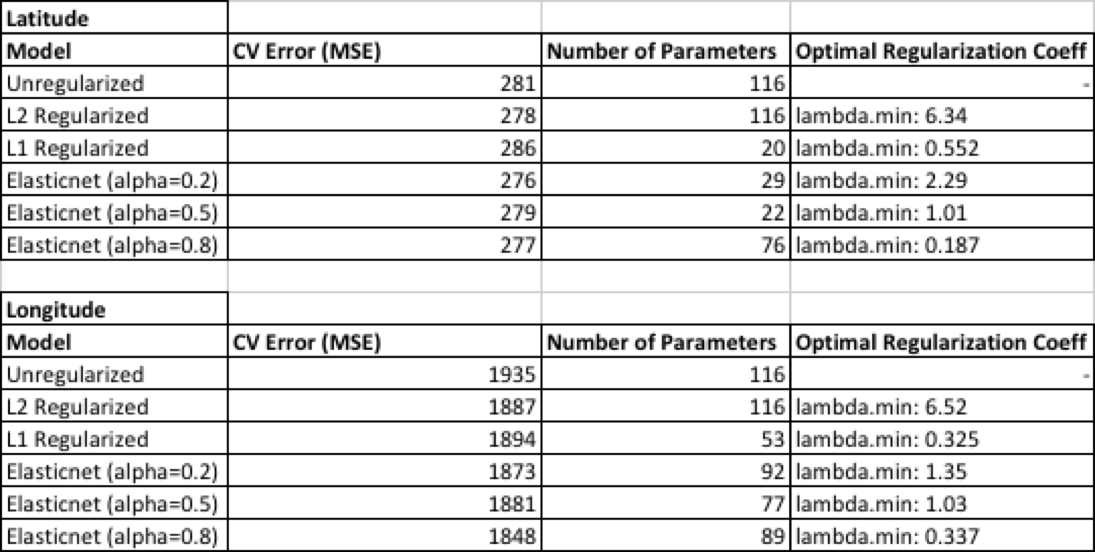 Latitude
Model CV Error (MSE) Number of Parameters Optimal Regularization Coeff
Unregularized 281 116 -
L2 Regularized 278 116 lambda.min: 6.34
L1 Regularized 286 20 lambda.min: 0.552
Elasticnet (alpha=0.2) 276 29 lambda.min: 2.29
Elasticnet (alpha=0.5) 279 22 lambda.min: 1.01
Elasticnet (alpha=0.8) 277 76 lambda.min: 0.187
Longitude
Model CV Error (MSE) Number of Parameters Optimal Regularization Coeff
Unregularized 1935 116 -
L2 Regularized 1887 116 lambda.min: 6.52
L1 Regularized 1894 53 lambda.min: 0.325
Elasticnet (alpha=0.2) 1873 92 lambda.min: 1.35
Elasticnet (alpha=0.5) 1881 77 lambda.min: 1.03
Elasticnet (alpha=0.8) 1848 89 lambda.min: 0.337